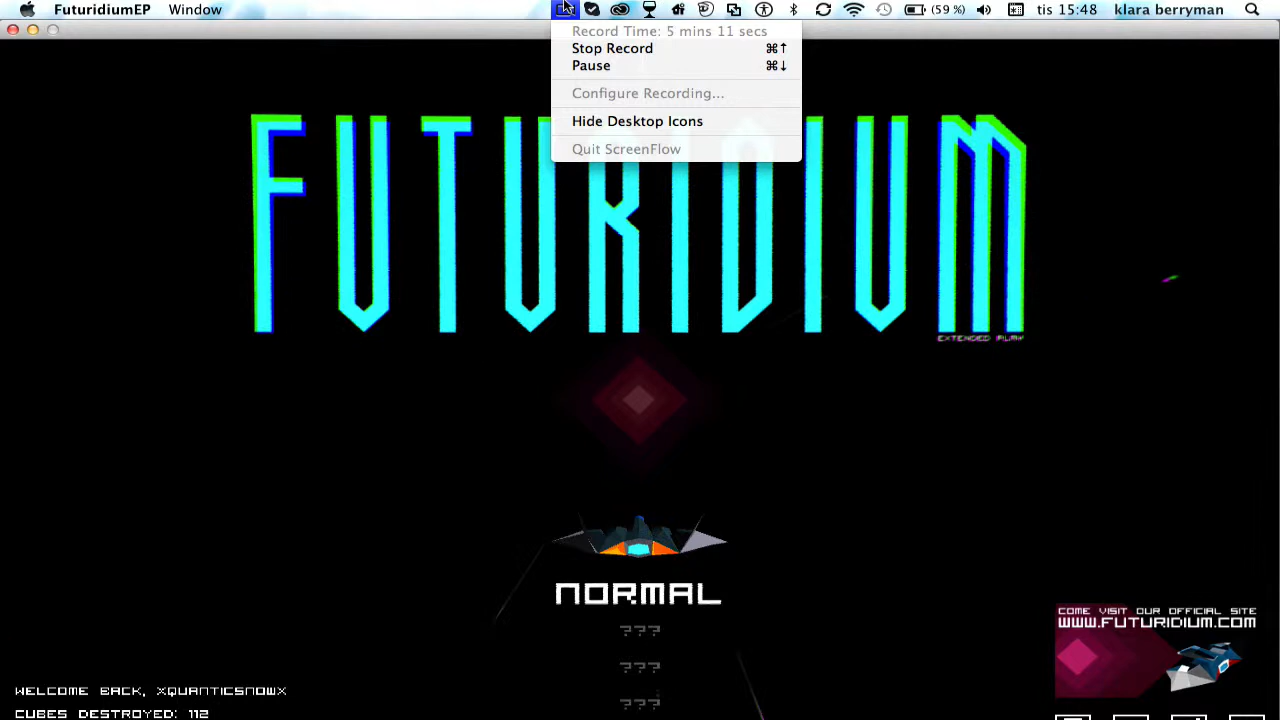 FuturidiumEP Window (59 %) tis 15:48 klara berryman
Record Time: 5 mins 11 secs
Stop Record ⌘↑
Pause ⌘↓
Configure Recording...
Hide Desktop Icons
Quit ScreenFlow
FUTURIDIUM
EXTENDED PLAY
NORMAL
???
???
???
COME VISIT OUR OFFICIAL SITE
WWW.FUTURIDIUM.COM
WELCOME BACK, XQUANTICSNOWX
CUBES DESTROYED: 112